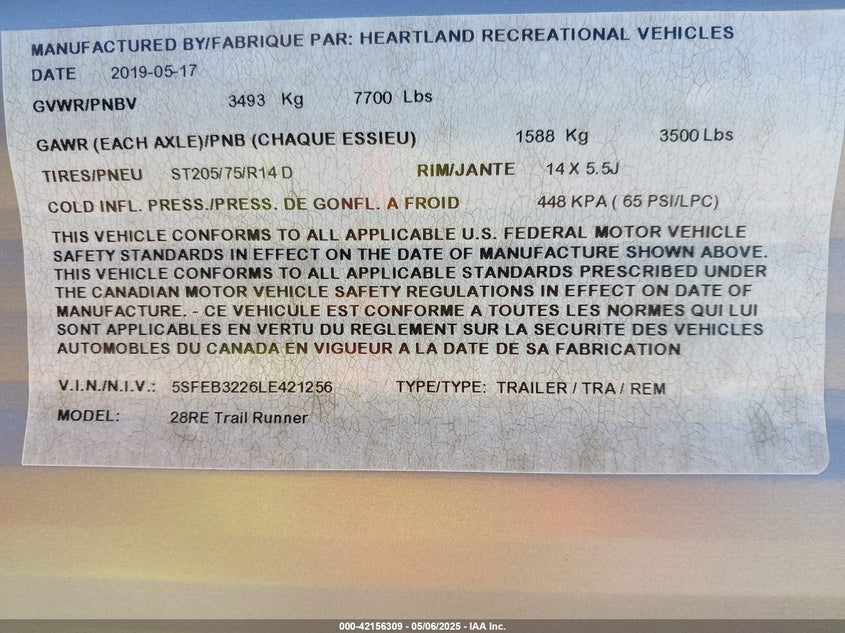 MANUFACTURED BY/FABRIQUE PAR: HEARTLAND RECREATIONAL VEHICLES
DATE 2019-05-17
GVWR/PNBV 3493 Kg 7700 Lbs
GAWR (EACH AXLE)/PNB (CHAQUE ESSIEU) 1588 Kg 3500 Lbs
TIRES/PNEU ST205/75/R14 D RIM/JANTE 14 X 5.5J
COLD INFL. PRESS./PRESS. DE GONFL. A FROID 448 KPA ( 65 PSI/LPC)
THIS VEHICLE CONFORMS TO ALL APPLICABLE U.S. FEDERAL MOTOR VEHICLE
SAFETY STANDARDS IN EFFECT ON THE DATE OF MANUFACTURE SHOWN ABOVE.
THIS VEHICLE CONFORMS TO ALL APPLICABLE STANDARDS PRESCRIBED UNDER
THE CANADIAN MOTOR VEHICLE SAFETY REGULATIONS IN EFFECT ON DATE OF
MANUFACTURE. - CE VEHICULE EST CONFORME A TOUTES LES NORMES QUI LUI
SONT APPLICABLES EN VERTU DU REGLEMENT SUR LA SECURITE DES VEHICLES
AUTOMOBILES DU CANADA EN VIGUEUR A LA DATE DE SA FABRICATION
V.I.N./N.I.V.: 5SFEB3226LE421256 TYPE/TYPE: TRAILER / TRA / REM
MODEL: 28RE Trail Runner
000-42156309 - 05/06/2025 - IAA Inc.